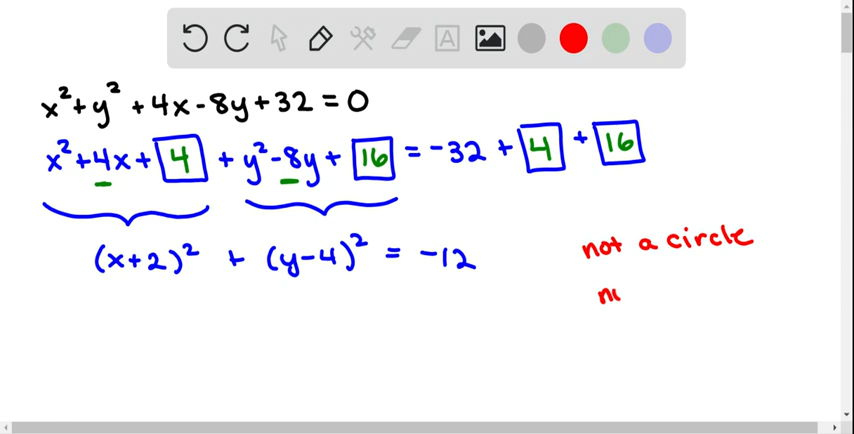 x² + y² + 4x - 8y + 32 = 0
x² + 4x + 4 + y² - 8y + 16 = -32 + 4 + 16
(x+2)² + (y-4)² = -12
not a circle